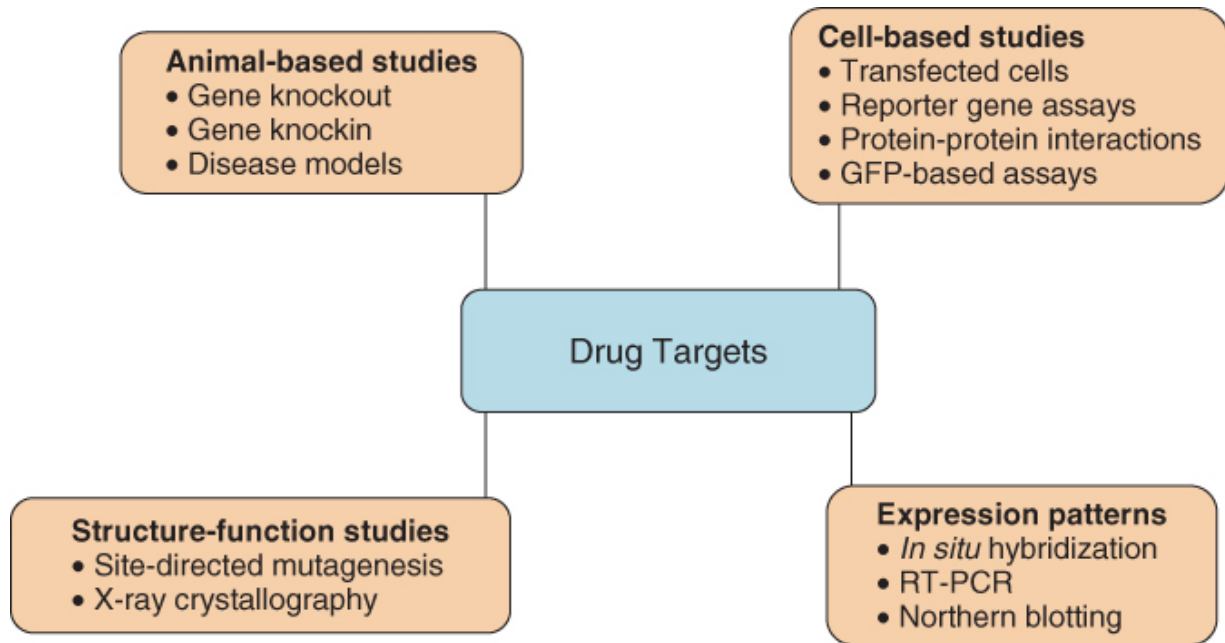 Animal-based studies
• Gene knockout
• Gene knockin
• Disease models
Cell-based studies
• Transfected cells
• Reporter gene assays
• Protein-protein interactions
• GFP-based assays
Drug Targets
Structure-function studies
• Site-directed mutagenesis
• X-ray crystallography
Expression patterns
• In situ hybridization
• RT-PCR
• Northern blotting